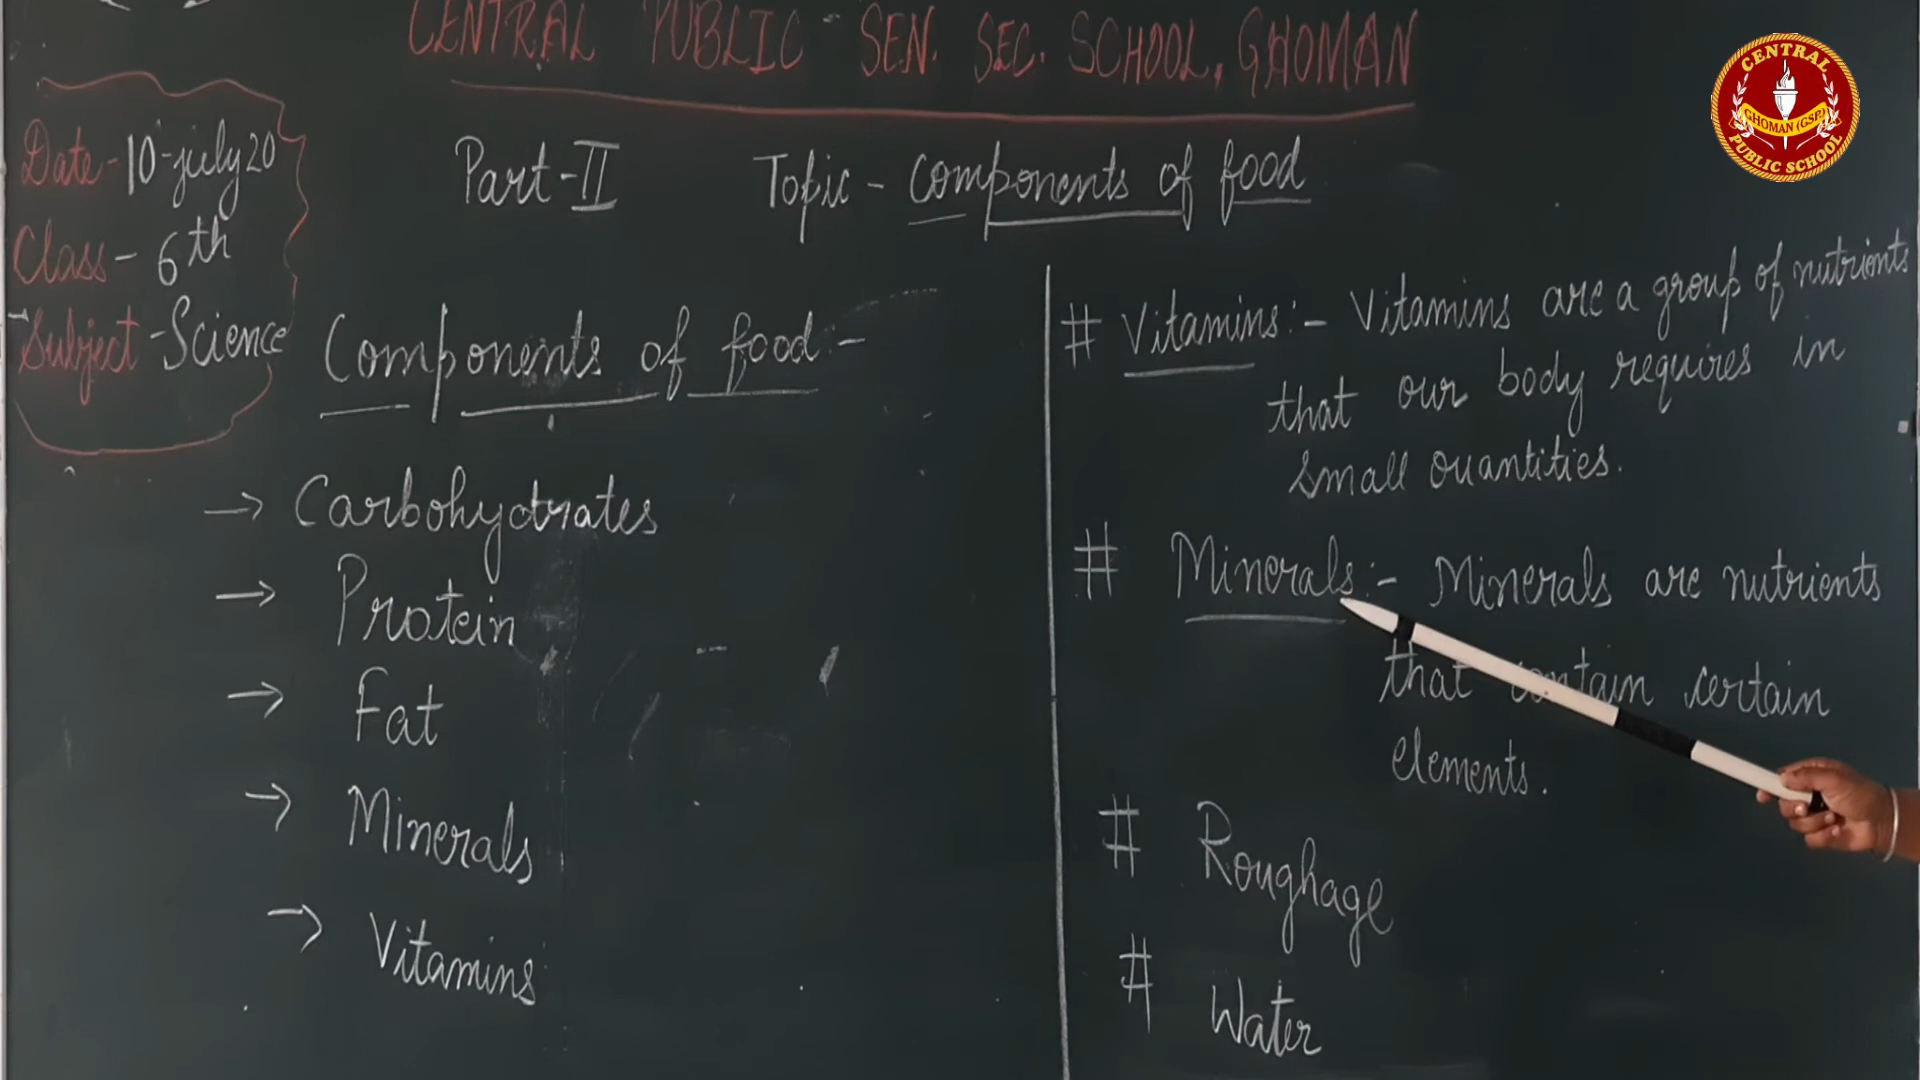 CENTRAL PUBLIC SEN. SEC. SCHOOL, GHOMAN
Date - 10-july20
Class - 6th
Subject - Science
Part-II Topic - Components of food
Components of food:-
→ Carbohydrates
→ Protein
→ Fat
→ Minerals
→ Vitamins
# Vitamins:- Vitamins are a group of nutrients
that our body requires in
small quantities.
# Minerals:- Minerals are nutrients
that contain certain
elements.
# Roughage
# Water
CENTRAL
GHOMAN (GSP.)
PUBLIC SCHOOL